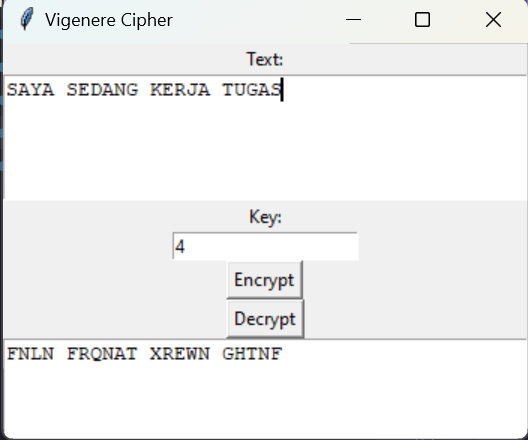 Vigenere Cipher
Text:
SAYA SEDANG KERJA TUGAS
Key:
4
Encrypt
Decrypt
FNLN FRQNAT XREWN GHTNF